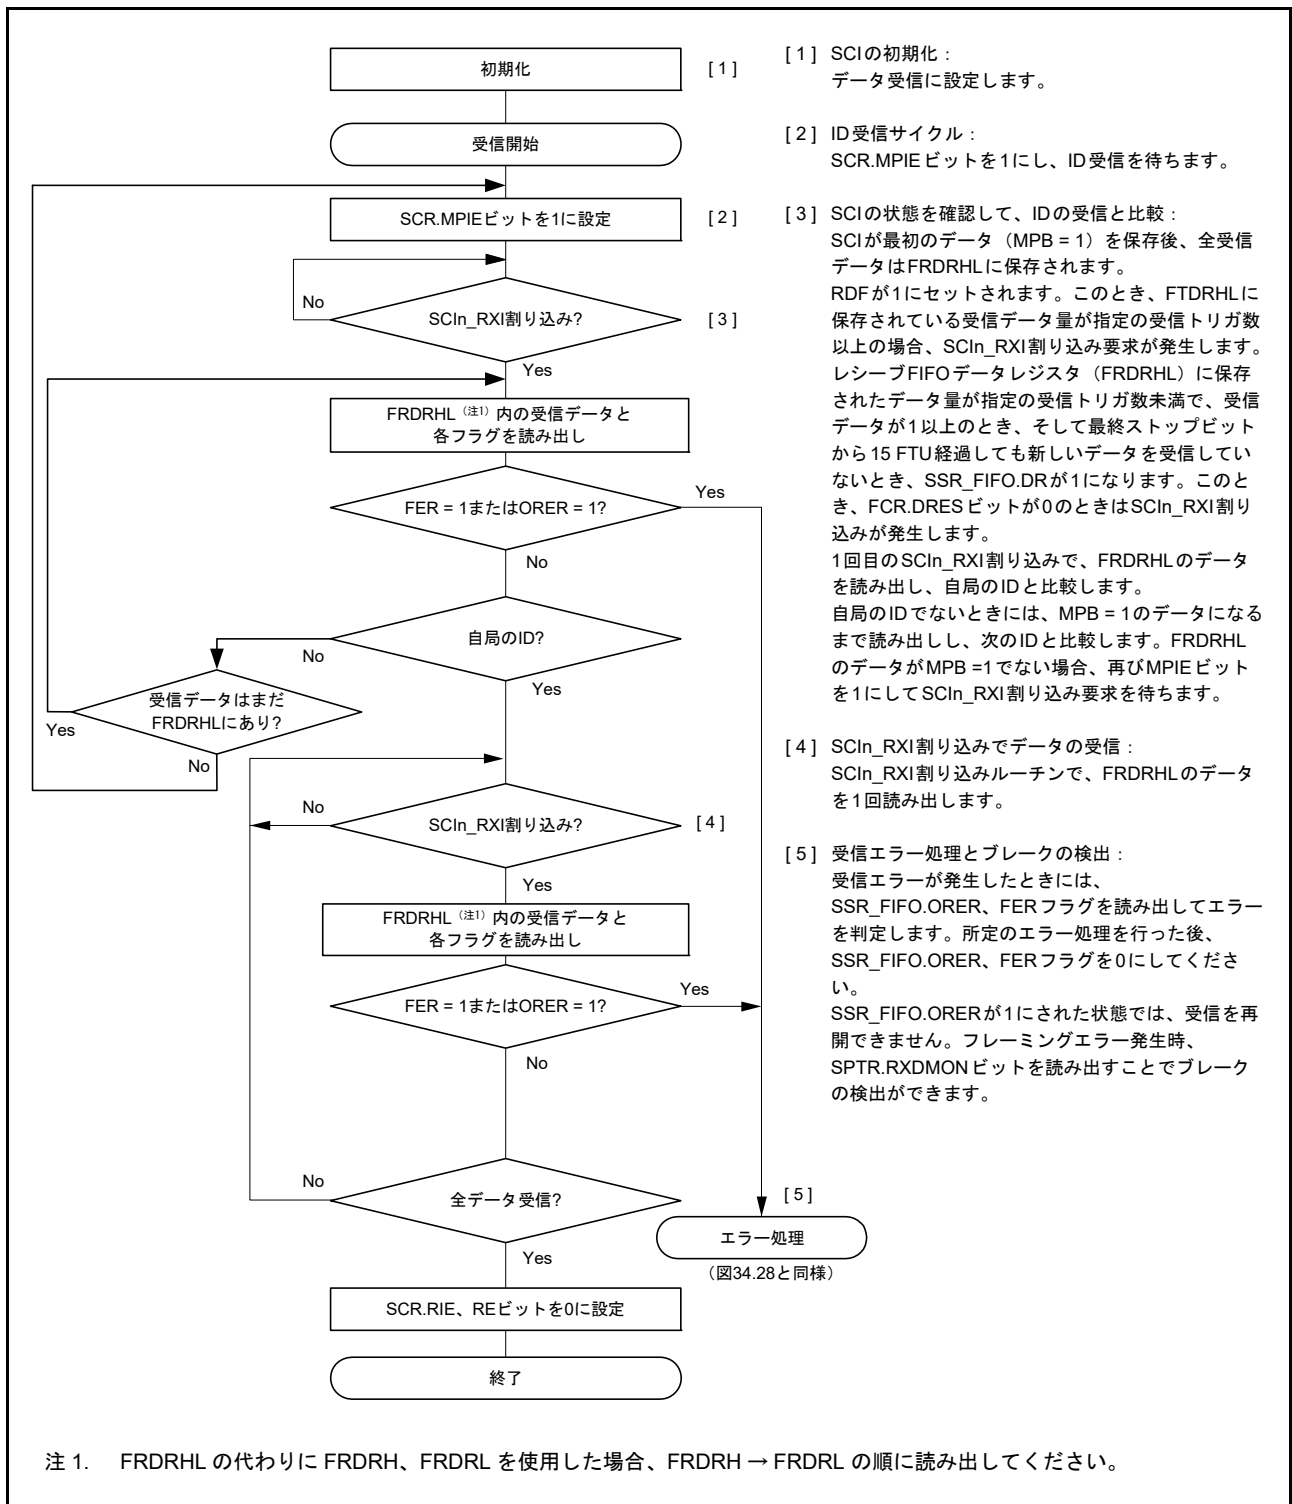 初期化
[ 1 ]
受信開始
SCR.MPIEビットを1に設定
[ 2 ]
No
SCIn_RXI割り込み?
[ 3 ]
Yes
FRDRHL（注1）内の受信データと
各フラグを読み出し
Yes
FER = 1またはORER = 1?
No
自局のID?
No
Yes
受信データはまだ
FRDRHLにあり?
Yes
No
No
SCIn_RXI割り込み?
[ 4 ]
Yes
FRDRHL（注1）内の受信データと
各フラグを読み出し
Yes
FER = 1またはORER = 1?
No
No
全データ受信?
[ 5 ]
エラー処理
（図34.28と同様）
Yes
SCR.RIE、REビットを0に設定
終了
[ 1 ] SCIの初期化：
データ受信に設定します。
[ 2 ] ID受信サイクル：
SCR.MPIEビットを1にし、ID受信を待ちます。
[ 3 ] SCIの状態を確認して、IDの受信と比較：
SCIが最初のデータ（MPB = 1）を保存後、全受信
データはFRDRHLに保存されます。
RDFが1にセットされます。このとき、FTDRHLに
保存されている受信データ量が指定の受信トリガ数
以上の場合、SCIn_RXI割り込み要求が発生します。
レシーブFIFOデータレジスタ（FRDRHL）に保存
されたデータ量が指定の受信トリガ数未満で、受信
データが1以上のとき、そして最終ストップビット
から15 FTU経過しても新しいデータを受信してい
ないとき、SSR_FIFO.DRが1になります。このと
き、FCR.DRESビットが0のときはSCIn_RXI割り
込みが発生します。
1回目のSCIn_RXI割り込みで、FRDRHLのデータ
を読み出し、自局のIDと比較します。
自局のIDでないときには、MPB = 1のデータになる
まで読み出しし、次のIDと比較します。FRDRHL
のデータがMPB =1でない場合、再びMPIEビット
を1にしてSCIn_RXI割り込み要求を待ちます。
[ 4 ] SCIn_RXI割り込みでデータの受信：
SCIn_RXI割り込みルーチンで、FRDRHLのデータ
を1回読み出します。
[ 5 ] 受信エラー処理とブレークの検出：
受信エラーが発生したときには、
SSR_FIFO.ORER、FERフラグを読み出してエラー
を判定します。所定のエラー処理を行った後、
SSR_FIFO.ORER、FERフラグを0にしてくださ
い。
SSR_FIFO.ORERが1にされた状態では、受信を再
開できません。フレーミングエラー発生時、
SPTR.RXDMONビットを読み出すことでブレーク
の検出ができます。
注 1. FRDRHL の代わりに FRDRH、FRDRL を使用した場合、FRDRH → FRDRL の順に読み出してください。